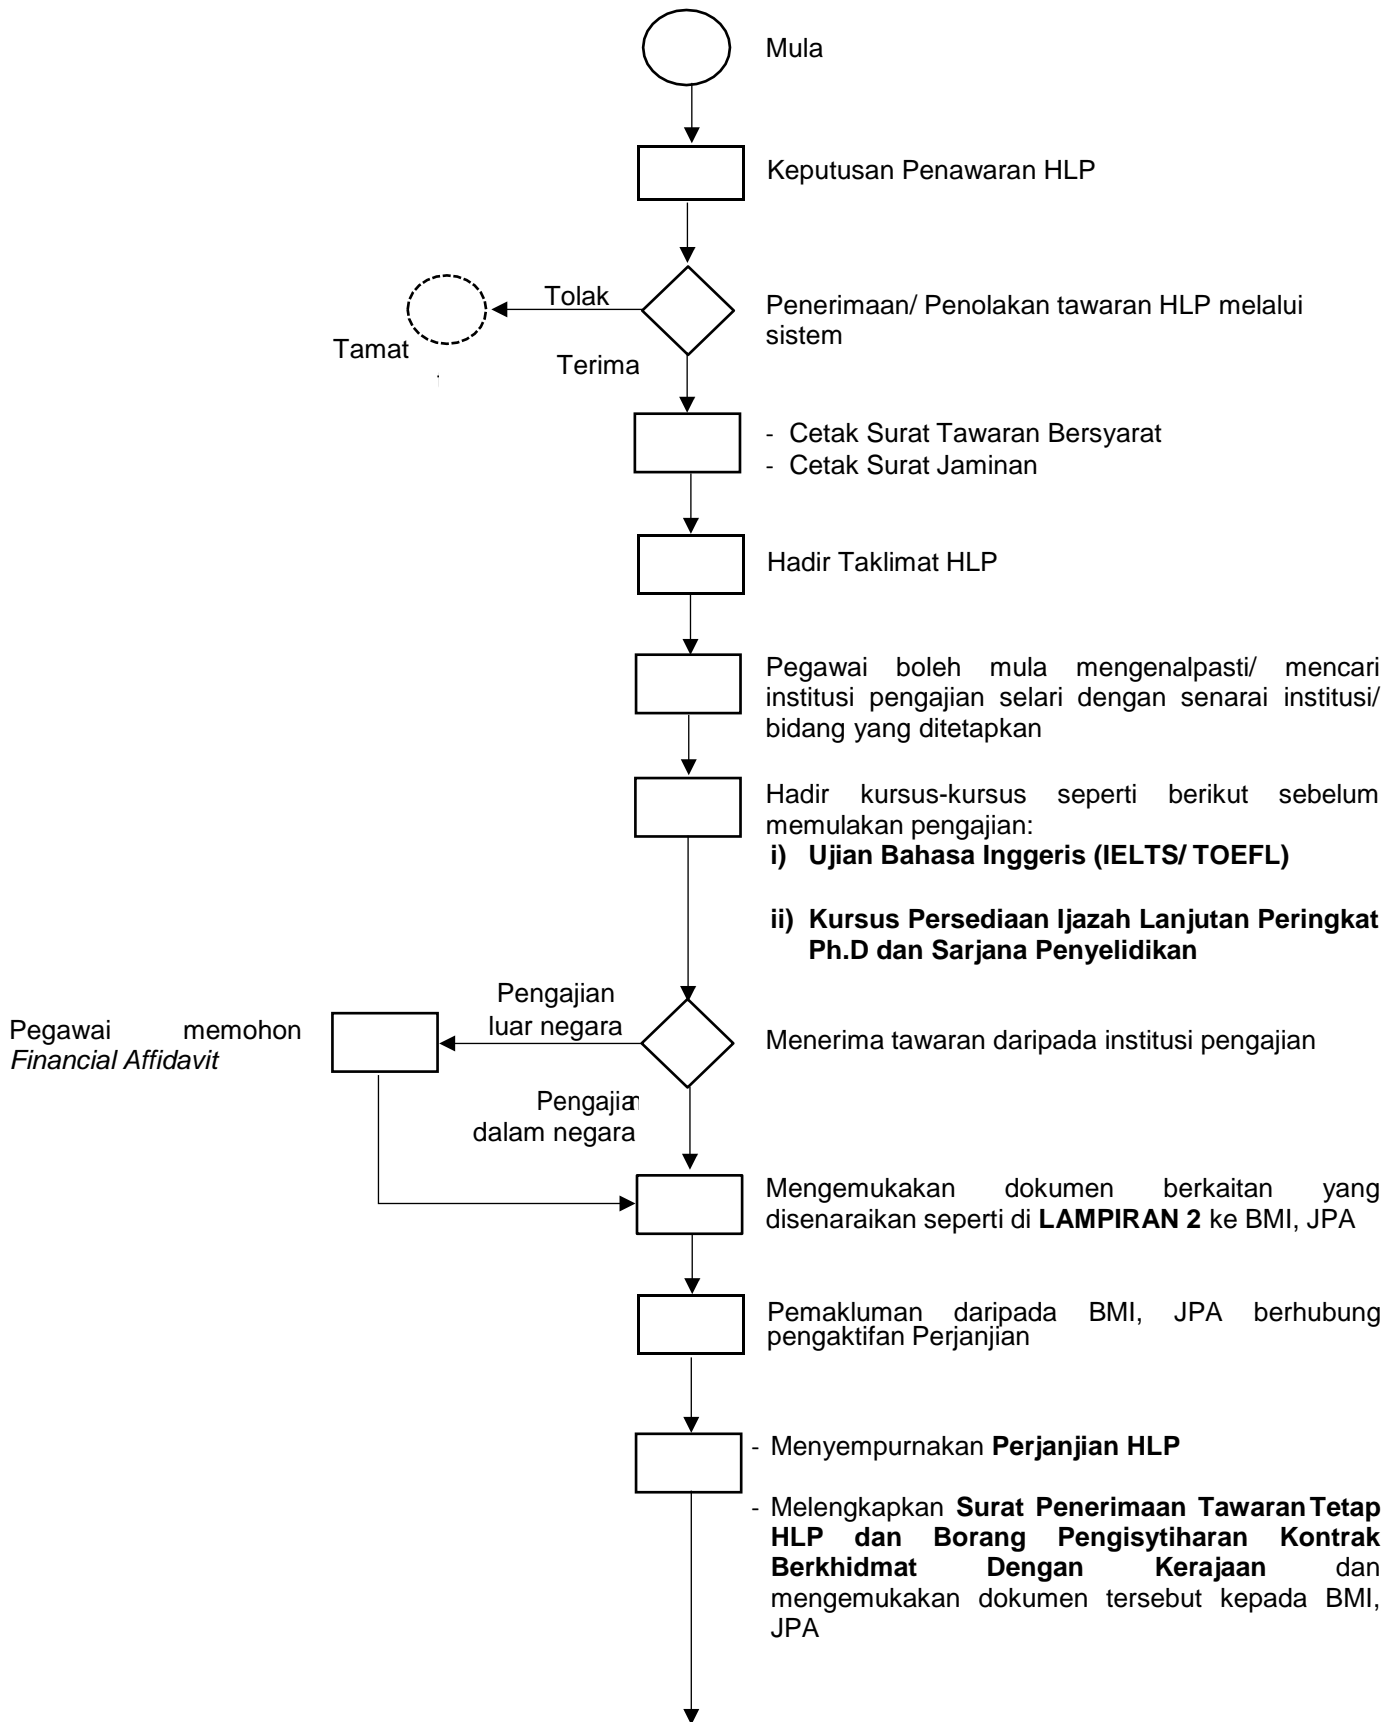 Mula
Keputusan Penawaran HLP
Tolak
Penerimaan/ Penolakan tawaran HLP melalui
sistem
Tamat
Terima
- Cetak Surat Tawaran Bersyarat
- Cetak Surat Jaminan
Hadir Taklimat HLP
Pegawai boleh mula mengenalpasti/ mencari
institusi pengajian selari dengan senarai institusi/
bidang yang ditetapkan
Hadir kursus-kursus seperti berikut sebelum
memulakan pengajian:
i) Ujian Bahasa Inggeris (IELTS/ TOEFL)
ii) Kursus Persediaan Ijazah Lanjutan Peringkat
Ph.D dan Sarjana Penyelidikan
Pengajian
luar negara
Pegawai memohon
Financial Affidavit
Menerima tawaran daripada institusi pengajian
Pengajian
dalam negara
Mengemukakan dokumen berkaitan yang
disenaraikan seperti di LAMPIRAN 2 ke BMI, JPA
Pemakluman daripada BMI, JPA berhubung
pengaktifan Perjanjian
- Menyempurnakan Perjanjian HLP
- Melengkapkan Surat Penerimaan Tawaran Tetap
HLP dan Borang Pengisytiharan Kontrak
Berkhidmat Dengan Kerajaan dan
mengemukakan dokumen tersebut kepada BMI,
JPA